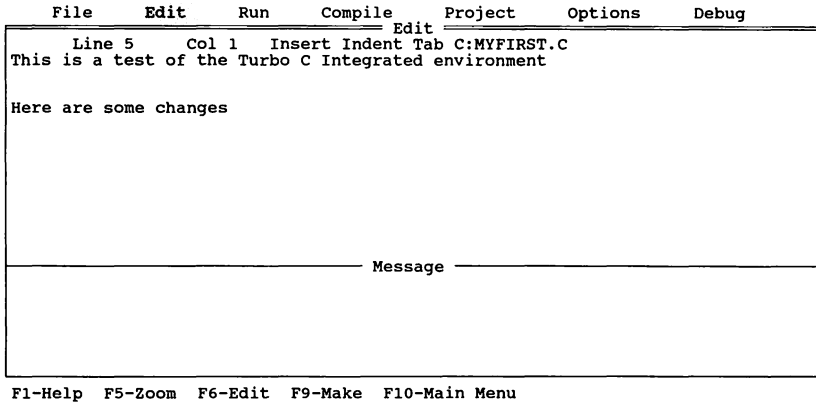 File Edit Run Compile Project Options Debug
Edit
Line 5 Col 1 Insert Indent Tab C:MYFIRST.C
This is a test of the Turbo C Integrated environment
Here are some changes
Message
F1-Help F5-Zoom F6-Edit F9-Make F10-Main Menu